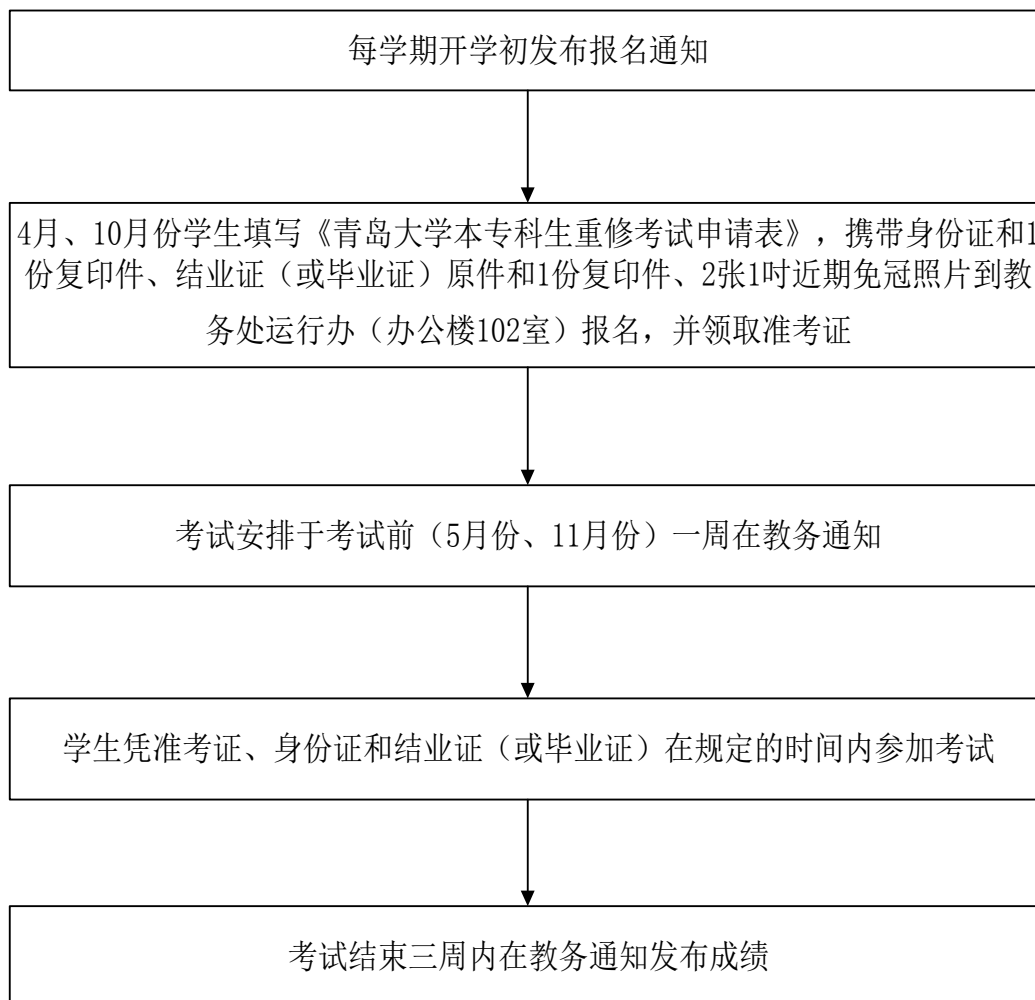 每学期开学初发布报名通知
4月、10月份学生填写《青岛大学本专科生重修考试申请表》，携带身份证和1
份复印件、结业证（或毕业证）原件和1份复印件、2张1吋近期免冠照片到教
务处运行办（办公楼102室）报名，并领取准考证
考试安排于考试前（5月份、11月份）一周在教务通知
学生凭准考证、身份证和结业证（或毕业证）在规定的时间内参加考试
考试结束三周内在教务通知发布成绩